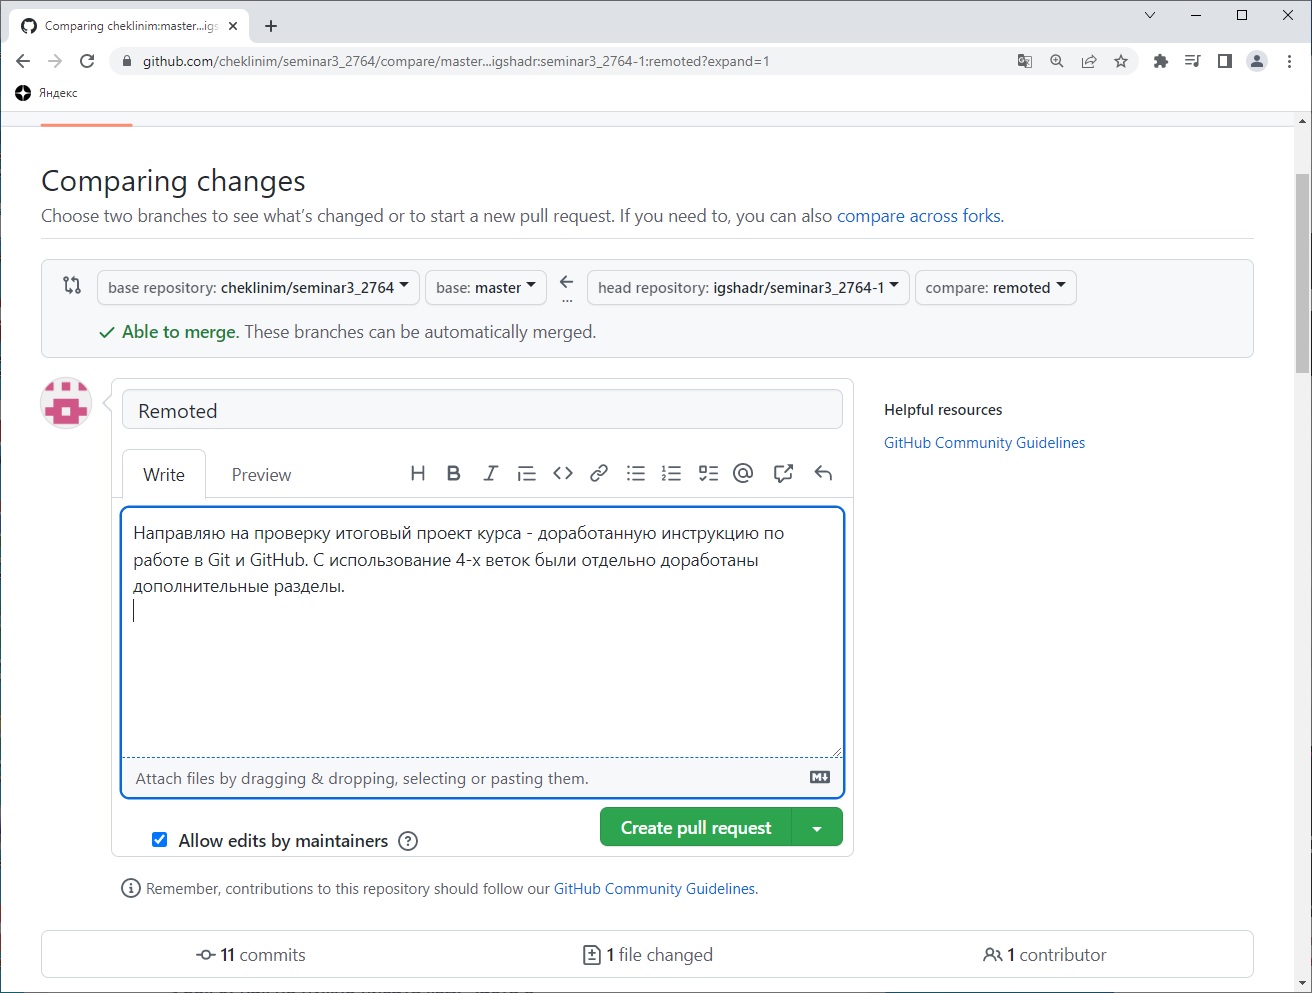 Comparing cheklinim:master...igs
github.com/cheklinim/seminar3_2764/compare/master...igshadr:seminar3_2764-1:remoted?expand=1
Яндекс
Comparing changes
Choose two branches to see what's changed or to start a new pull request. If you need to, you can also compare across forks.
base repository: cheklinim/seminar3_2764 base: master ... head repository: igshadr/seminar3_2764-1 compare: remoted
Able to merge. These branches can be automatically merged.
Remoted
Helpful resources
GitHub Community Guidelines
Write Preview H B I @
Направляю на проверку итоговый проект курса - доработанную инструкцию по
работе в Git и GitHub. С использование 4-х веток были отдельно доработаны
дополнительные разделы.
Attach files by dragging & dropping, selecting or pasting them. M
Allow edits by maintainers ? Create pull request
Remember, contributions to this repository should follow our GitHub Community Guidelines.
11 commits 1 file changed 1 contributor